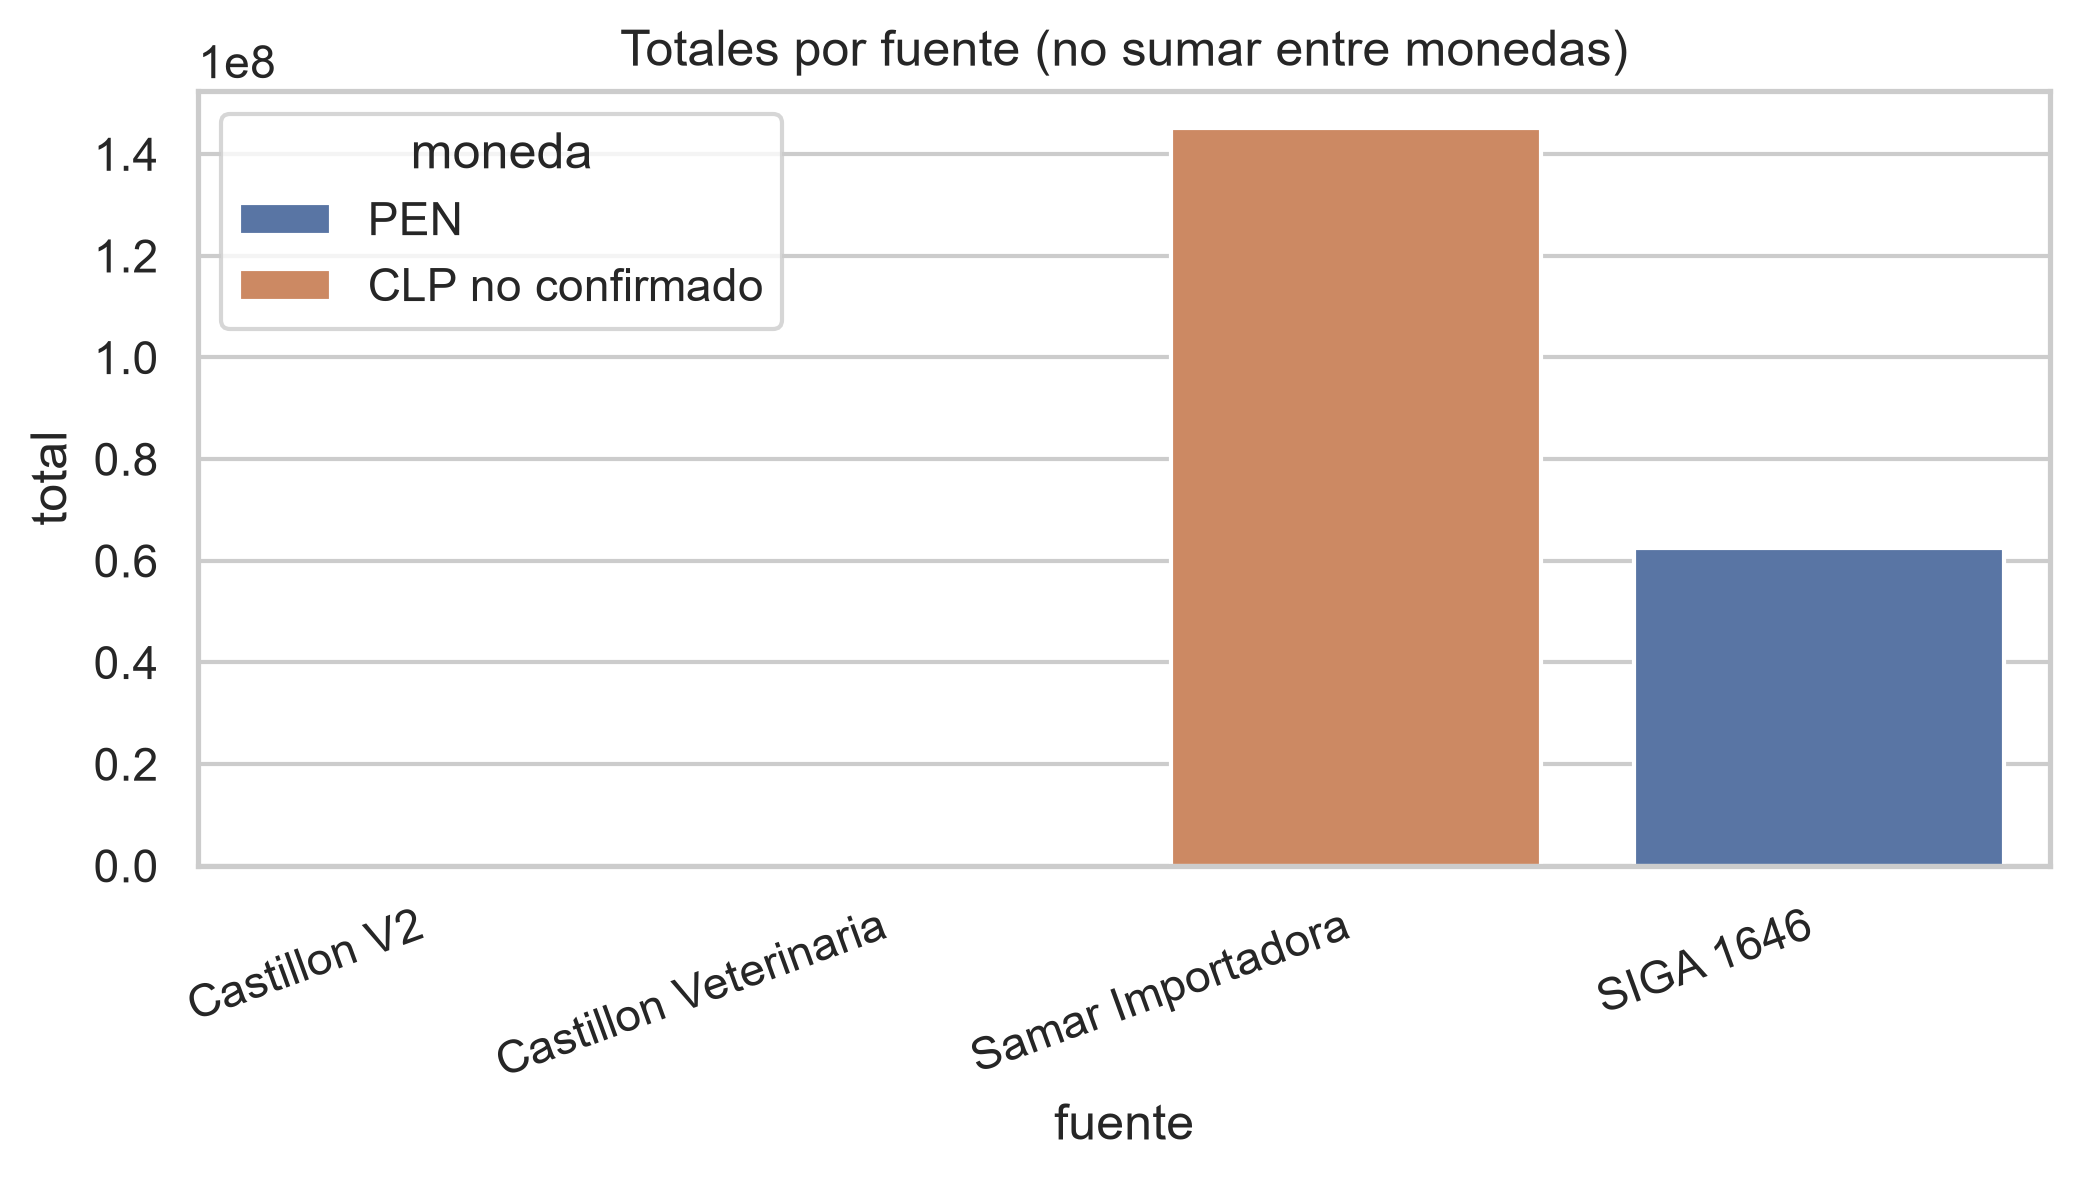 Totales por fuente (no sumar entre monedas)
1e8
moneda
PEN
CLP no confirmado
1.4
1.2
1.0
0.8
0.6
0.4
0.2
0.0
total
Castillon V2
Castillon Veterinaria
Samar Importadora
SIGA 1646
fuente